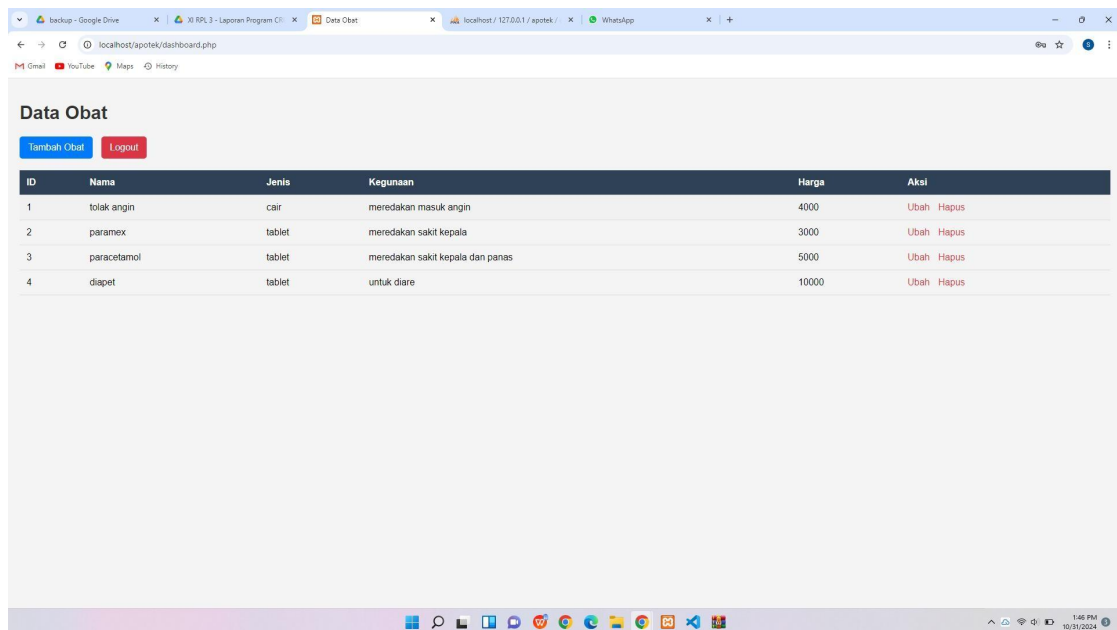 backup - Google Drive XI RPL 3 - Laporan Program CR Data Obat localhost / 127.0.0.1 / apotek / WhatsApp
localhost/apotek/dashboard.php
Gmail YouTube Maps History
Data Obat
Tambah Obat Logout
ID Nama Jenis Kegunaan Harga Aksi
1 tolak angin cair meredakan masuk angin 4000 Ubah Hapus
2 paramex tablet meredakan sakit kepala 3000 Ubah Hapus
3 paracetamol tablet meredakan sakit kepala dan panas 5000 Ubah Hapus
4 diapet tablet untuk diare 10000 Ubah Hapus
1:46 PM
10/31/2024